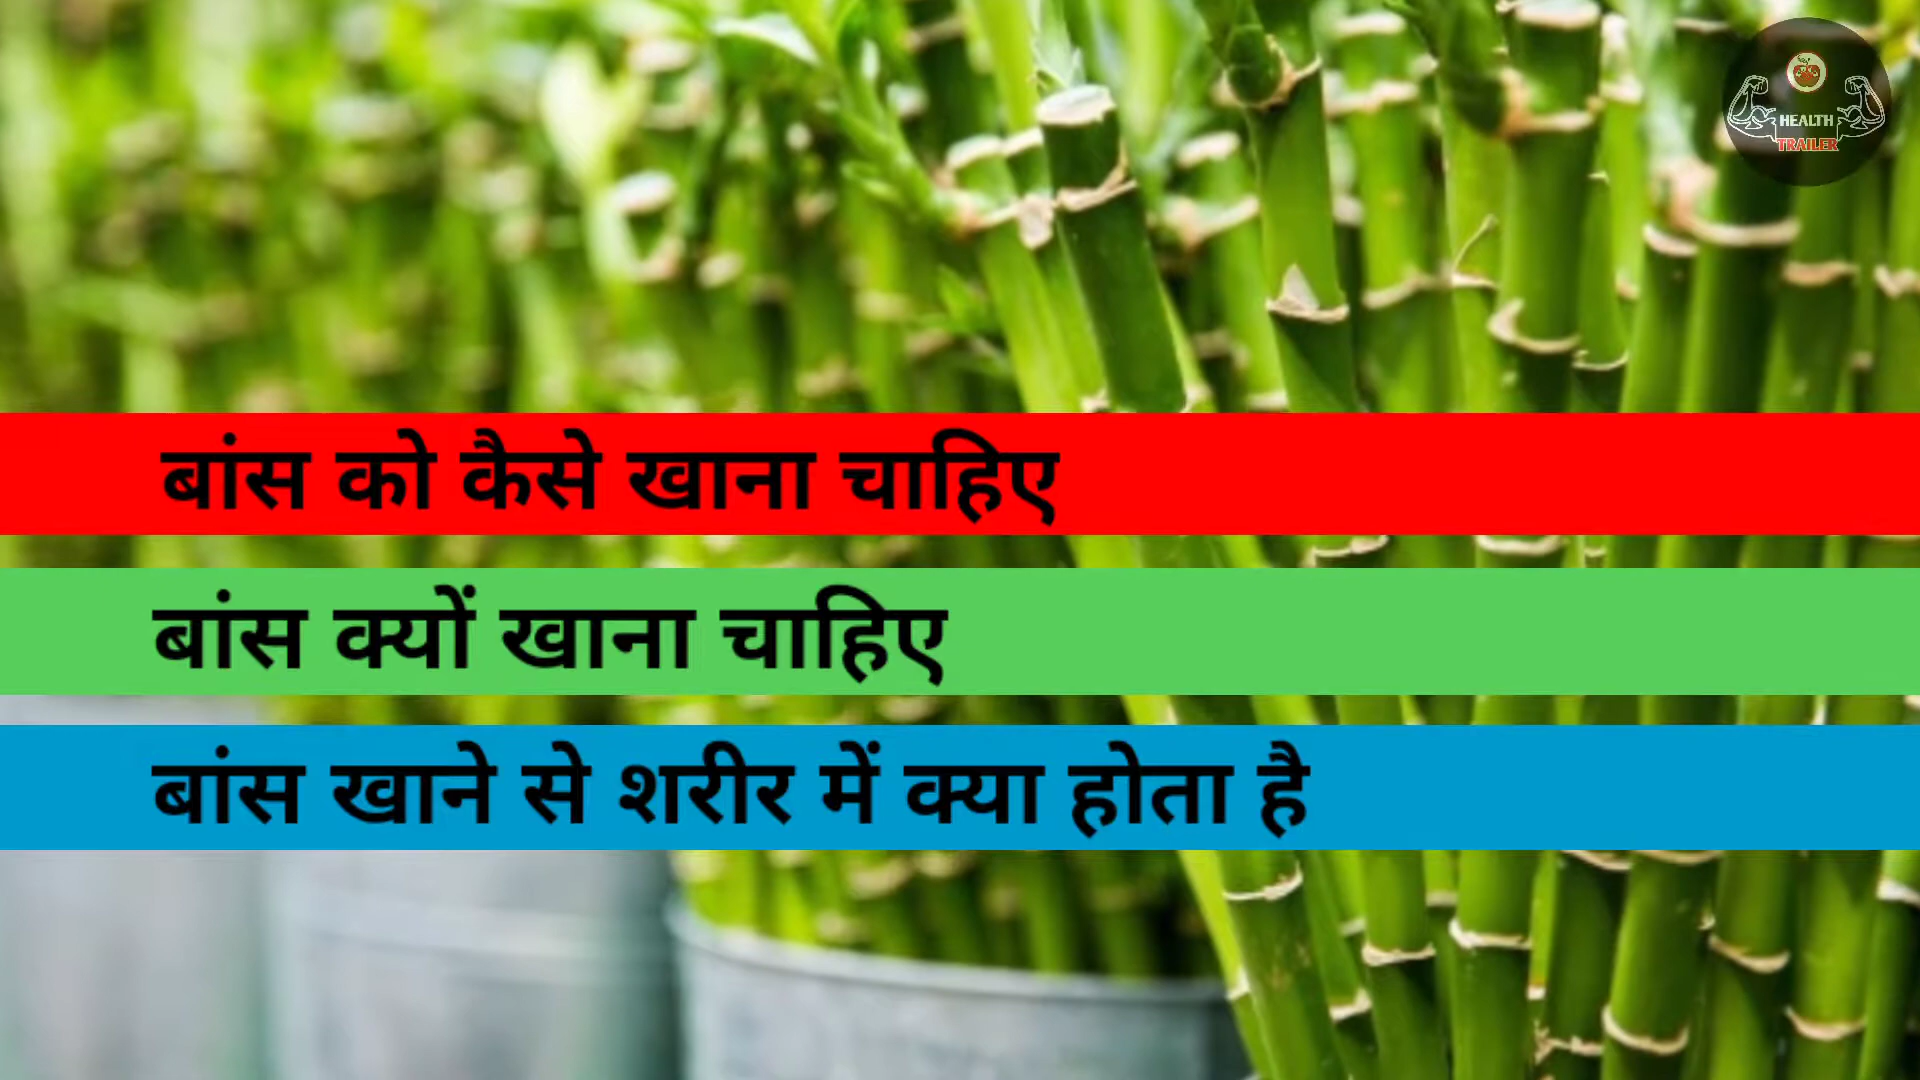 HEALTH
TRAILER
बांस को कैसे खाना चाहिए
बांस क्यों खाना चाहिए
बांस खाने से शरीर में क्या होता है